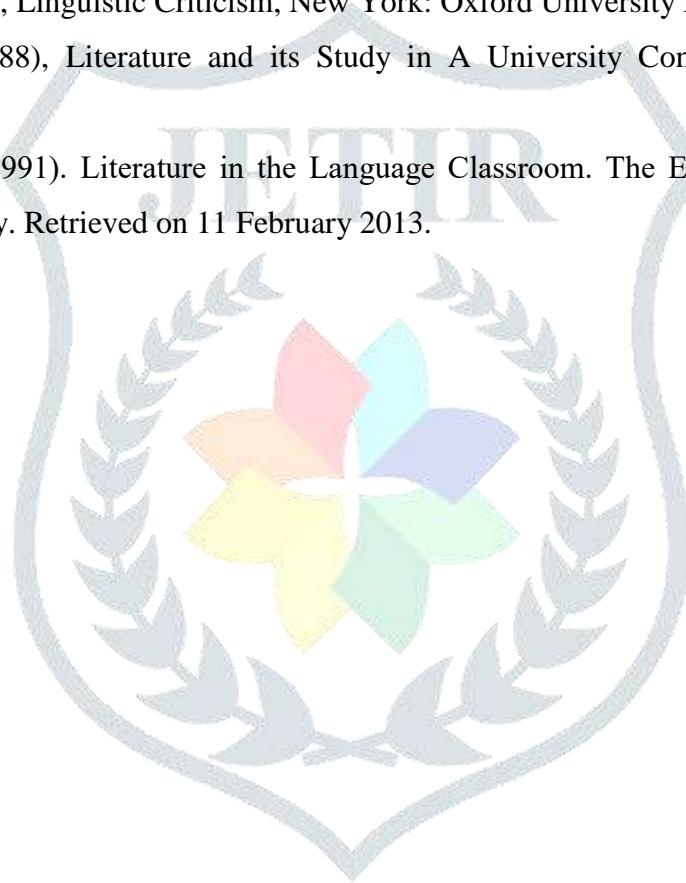 , Linguistic Criticism, New York: Oxford University
88), Literature and its Study in A University Con
JETIR
991). Literature in the Language Classroom. The E
y. Retrieved on 11 February 2013.